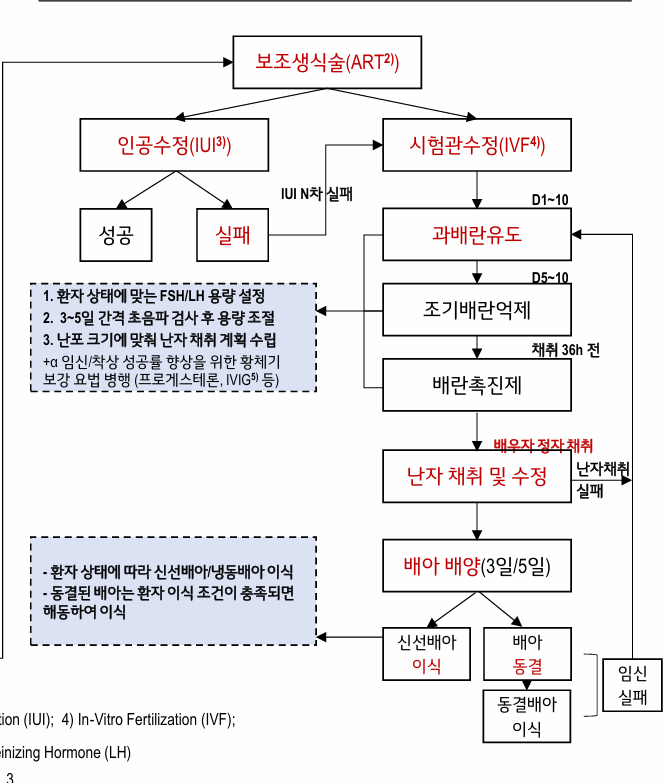 보조생식술(ART2))
인공수정(IUI3))
시험관수정(IVF4))
IUI N차 실패
성공
실패
D1~10
과배란유도
D5~10
1. 환자 상태에 맞는 FSH/LH 용량 설정
2. 3~5일 간격 초음파 검사 후 용량 조절
3. 난포 크기에 맞춰 난자 채취 계획 수립
+α 임신/착상 성공률 향상을 위한 황체기
보강 요법 병행 (프로게스테론, IVIG5) 등)
조기배란억제
채취 36h 전
배란촉진제
배우자 정자 채취
난자 채취 및 수정
난자채취
실패
배아 배양(3일/5일)
- 환자 상태에 따라 신선배아/냉동배아 이식
- 동결된 배아는 환자 이식 조건이 충족되면
해동하여 이식
신선배아
이식
배아
동결
동결배아
이식
임신
실패
tion (IUI); 4) In-Vitro Fertilization (IVF);
einizing Hormone (LH)
3